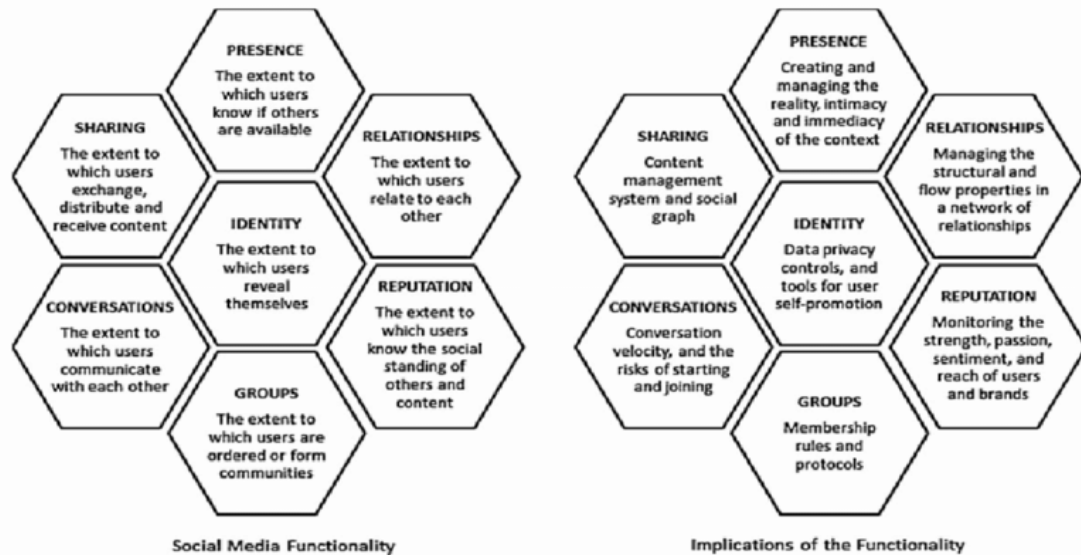 PRESENCE
The extent to
which users
know if others
are available
SHARING
The extent to
which users
exchange,
distribute and
receive content
RELATIONSHIPS
The extent to
which users
relate to each
other
IDENTITY
The extent to
which users
reveal
themselves
CONVERSATIONS
The extent to
which users
communicate
with each other
REPUTATION
The extent to
which users
know the social
standing of
others and
content
GROUPS
The extent to
which users are
ordered or form
communities
Social Media Functionality
PRESENCE
Creating and
managing the
reality, intimacy
and immediacy
of the context
SHARING
Content
management
system and social
graph
RELATIONSHIPS
Managing the
structural and
flow properties in
a network of
relationships
IDENTITY
Data privacy
controls, and
tools for user
self-promotion
CONVERSATIONS
Conversation
velocity, and the
risks of starting
and joining
REPUTATION
Monitoring the
strength, passion,
sentiment, and
reach of users
and brands
GROUPS
Membership
rules and
protocols
Implications of the Functionality